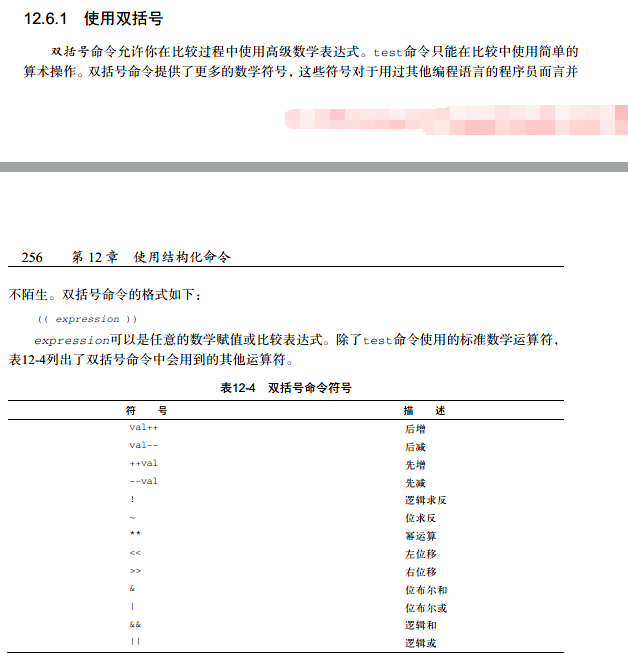 12.6.1 使用双括号
双括号命令允许你在比较过程中使用高级数学表达式。test命令只能在比较中使用简单的
算术操作。双括号命令提供了更多的数学符号，这些符号对于用过其他编程语言的程序员而言并
256 第 12 章 使用结构化命令
不陌生。双括号命令的格式如下：
(( expression ))
expression可以是任意的数学赋值或比较表达式。除了test命令使用的标准数学运算符，
表12-4列出了双括号命令中会用到的其他运算符。
表12-4 双括号命令符号
符 号 描 述
val++ 后增
val-- 后减
++val 先增
--val 先减
! 逻辑求反
~ 位求反
** 幂运算
<< 左位移
>> 右位移
& 位布尔和
| 位布尔或
&& 逻辑和
|| 逻辑或